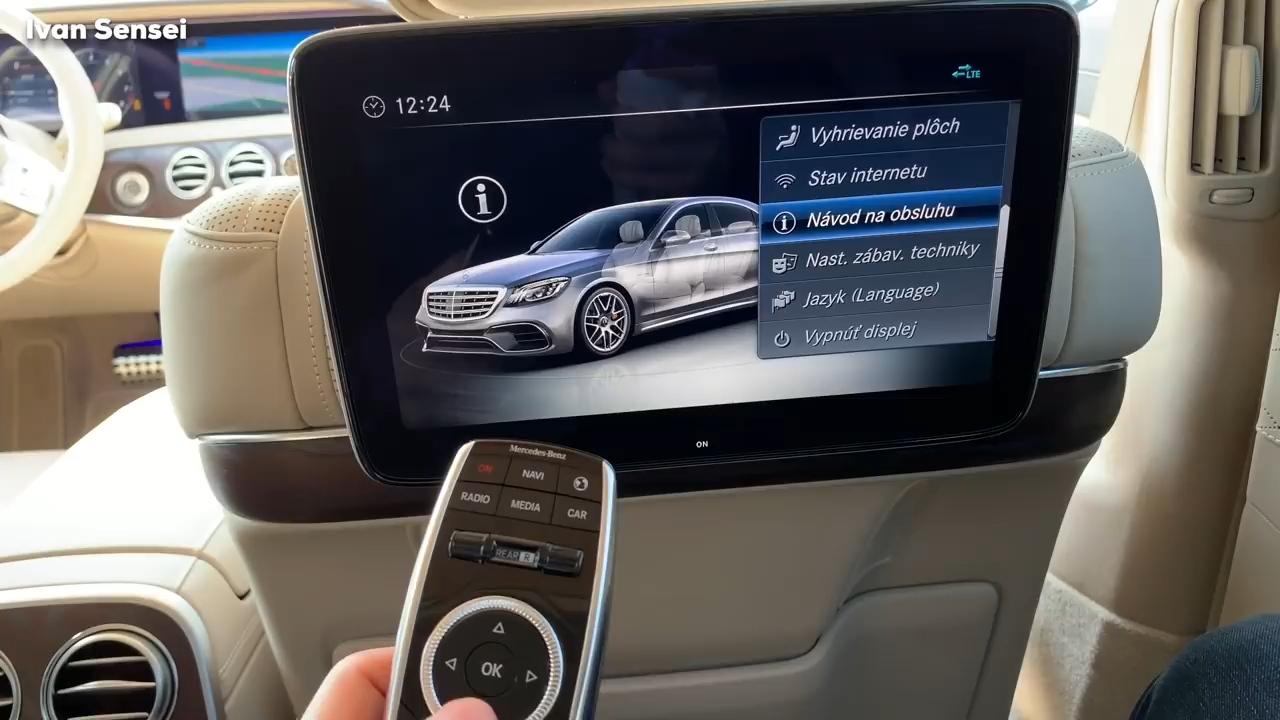 Ivan Sensei
LTE
12:24
Vyhrievanie plôch
Stav internetu
Návod na obsluhu
Nast. zábav. techniky
Jazyk (Language)
Vypnúť displej
ON
Mercedes-Benz
ON
NAVI
RADIO
MEDIA
CAR
REAR R
OK